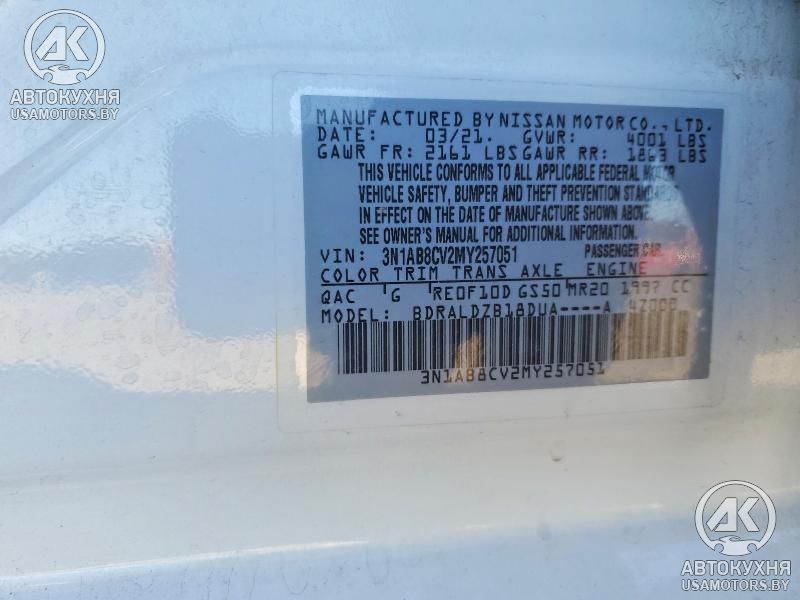 AK
АВТОКУХНЯ
USAMOTORS.BY
MANUFACTURED BY NISSAN MOTOR CO., LTD.
DATE: 03/21. GVWR: 4001 LBS
GAWR FR: 2161 LBS GAWR RR: 1863 LBS
THIS VEHICLE CONFORMS TO ALL APPLICABLE FEDERAL MOTOR
VEHICLE SAFETY, BUMPER AND THEFT PREVENTION STANDARDS
IN EFFECT ON THE DATE OF MANUFACTURE SHOWN ABOVE.
SEE OWNER'S MANUAL FOR ADDITIONAL INFORMATION.
VIN: 3N1AB8CV2MY257051 PASSENGER CAR
COLOR TRIM TRANS AXLE ENGINE
QAC G RE0F10D GS50 MR20 1997 CC
MODEL: BDRALDZB18DUA----A 4Z00B
3N1AB8CV2MY257051
AK
АВТОКУХНЯ
USAMOTORS.BY